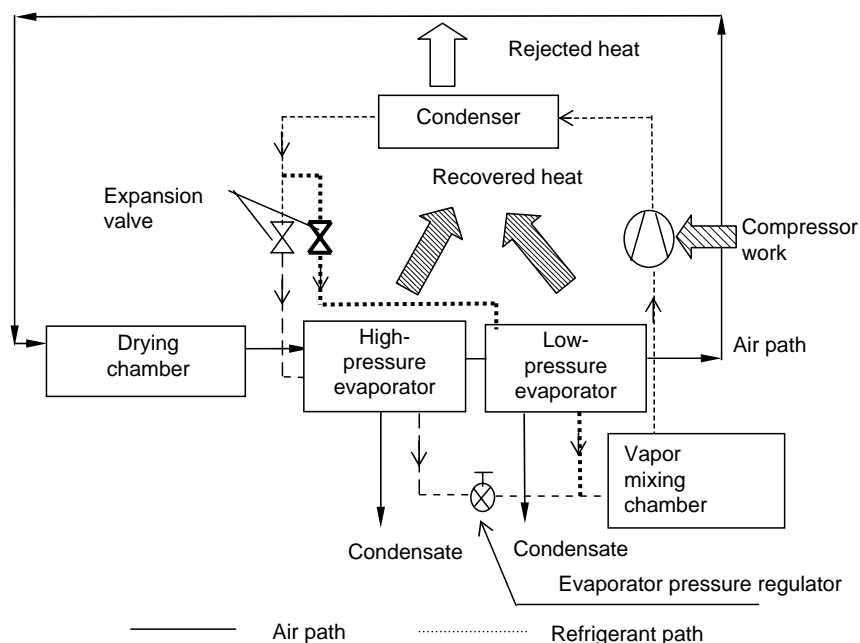 Rejected heat
Condenser
Recovered heat
Expansion
valve
Compressor
work
Drying
chamber
High-
pressure
evaporator
Low-
pressure
evaporator
Air path
Vapor
mixing
chamber
Condensate
Condensate
Evaporator pressure regulator
Air path
Refrigerant path